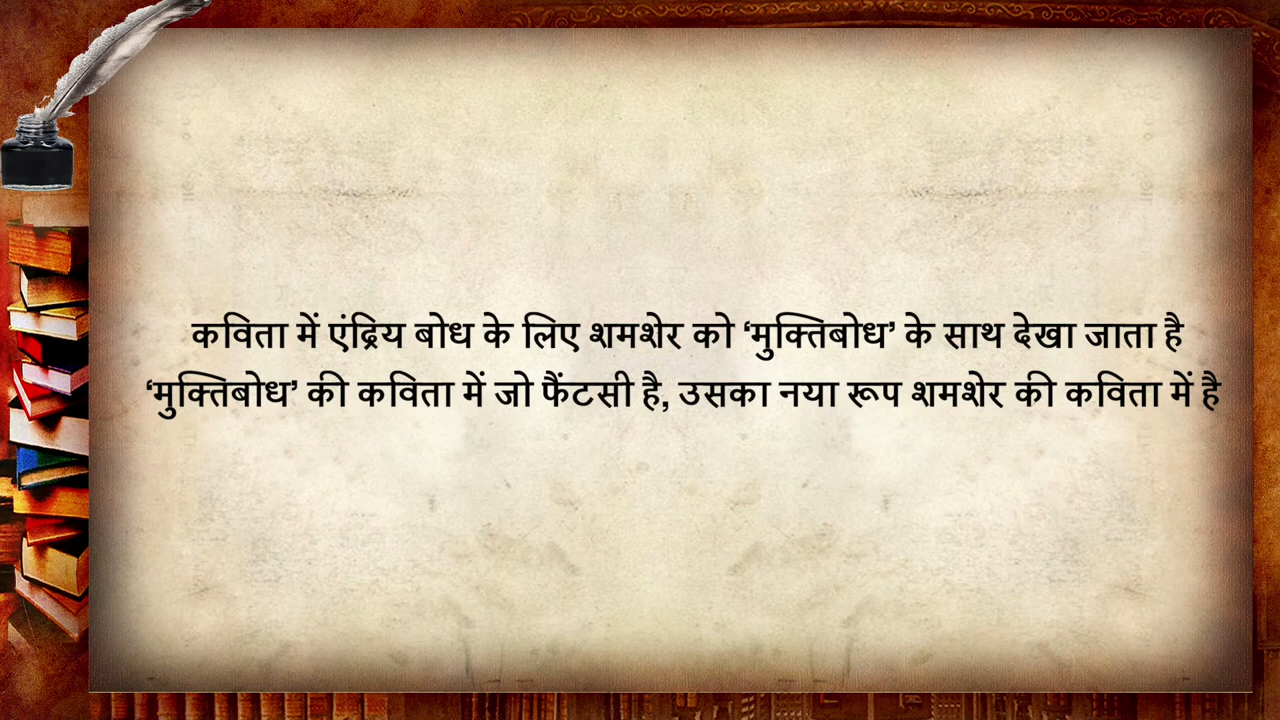 कविता में एंद्रिय बोध के लिए शमशेर को ‘मुक्तिबोध’ के साथ देखा जाता है
‘मुक्तिबोध’ की कविता में जो फैंटसी है, उसका नया रूप शमशेर की कविता में है